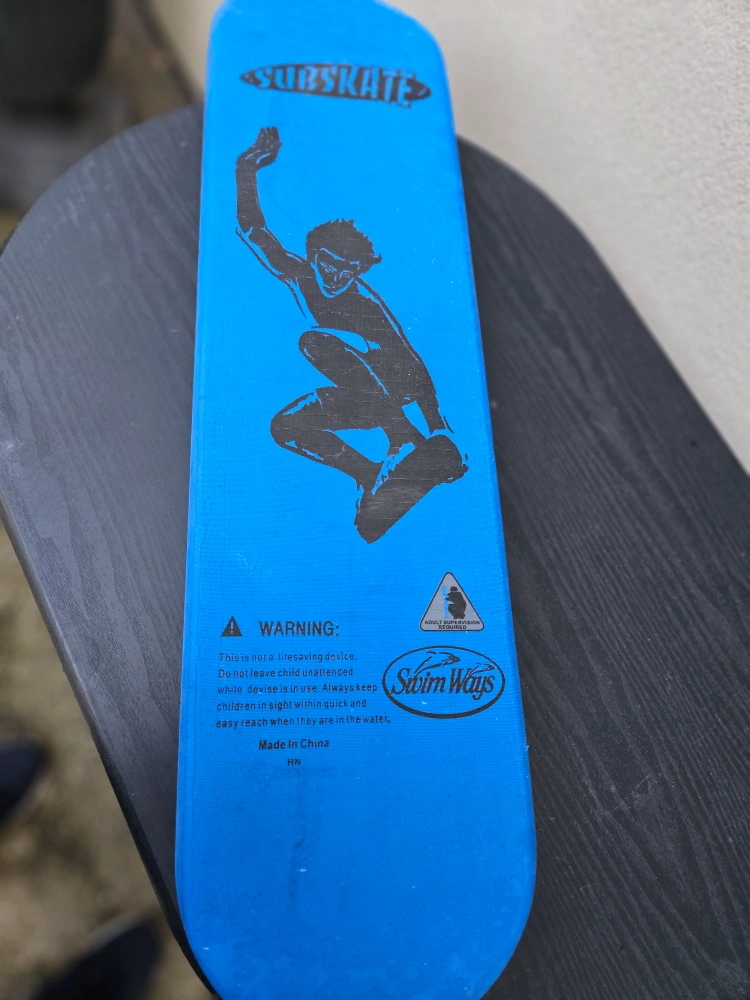 SUBSKATE
ADULT SUPERVISION
REQUIRED
WARNING:
This is not a lifesaving device.
Do not leave child unattended
while devise is in use. Always keep
children in sight within quick and
easy reach when they are in the water.
Swim Ways
Made In China
HN